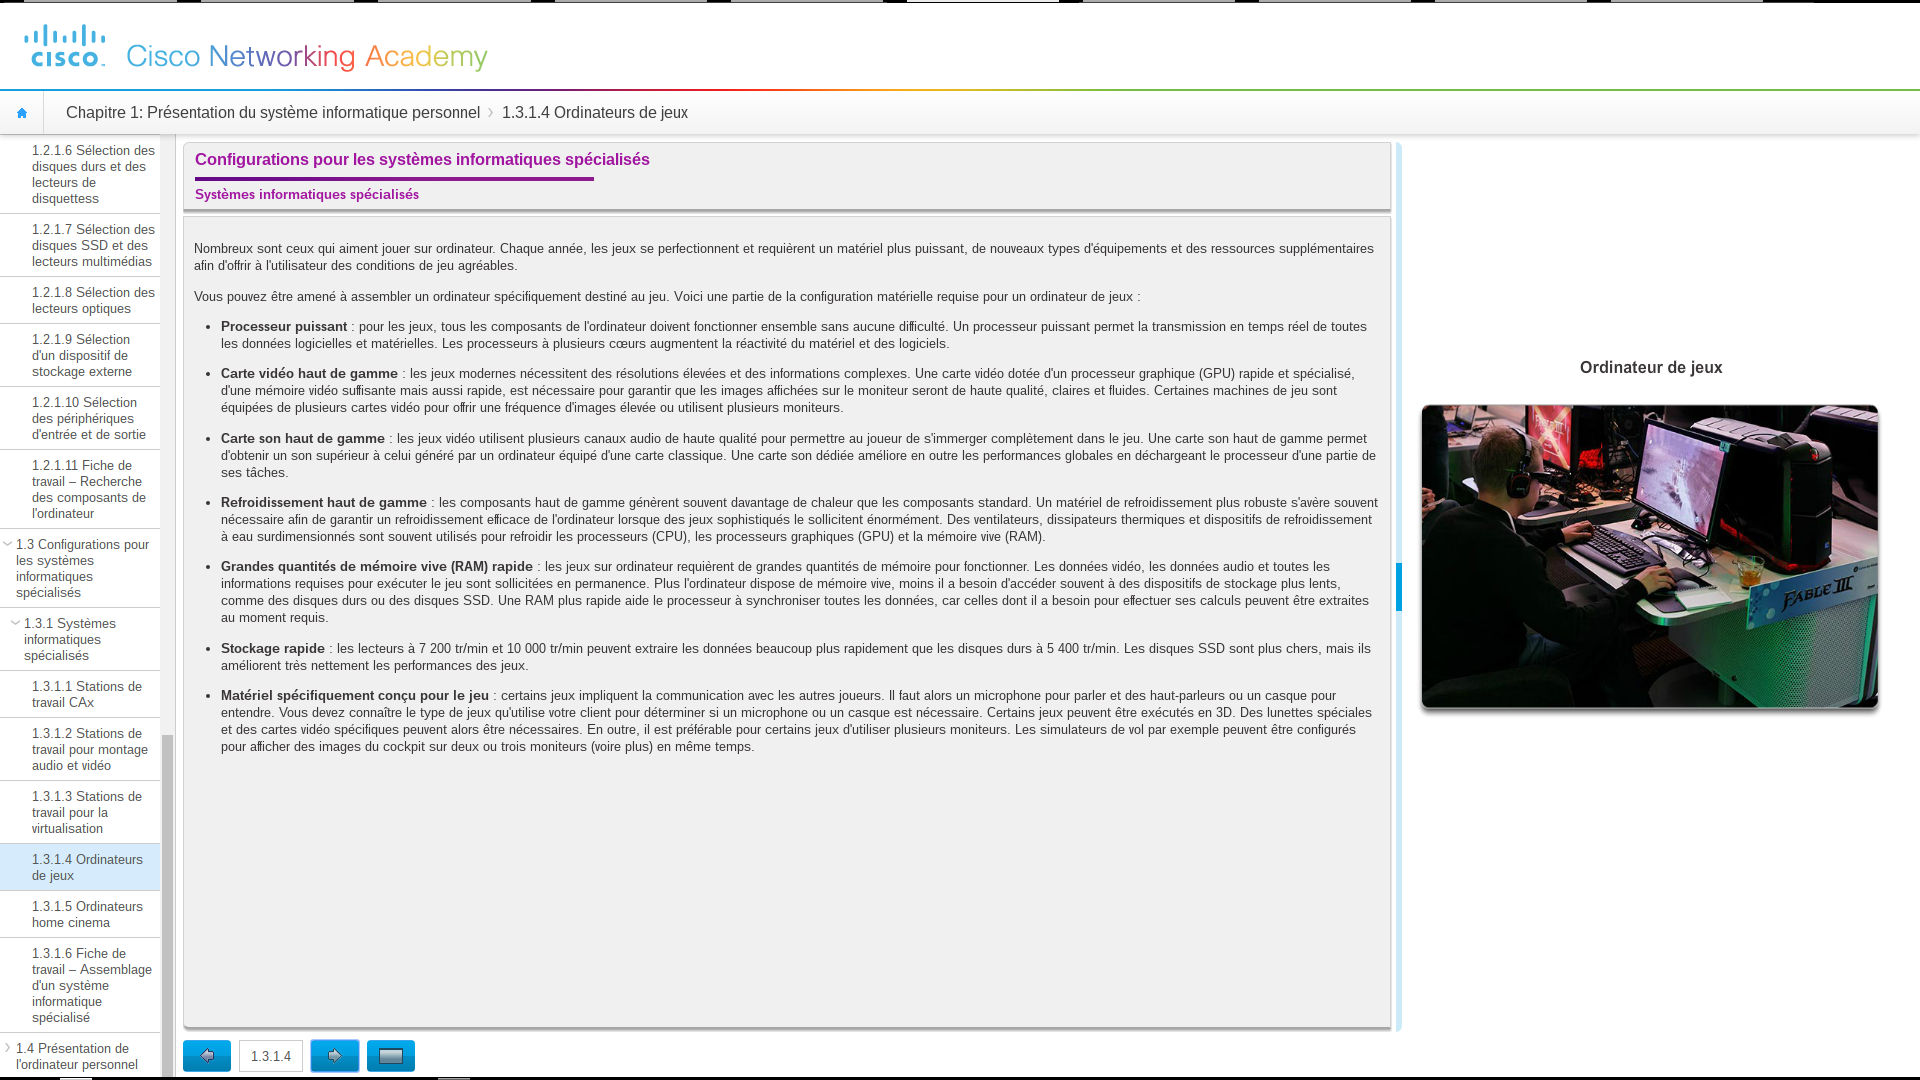 cisco
Cisco Networking Academy
Chapitre 1: Présentation du système informatique personnel
1.3.1.4 Ordinateurs de jeux
1.2.1.6 Sélection des
disques durs et des
lecteurs de
disquettess
1.2.1.7 Sélection des
disques SSD et des
lecteurs multimédias
1.2.1.8 Sélection des
lecteurs optiques
1.2.1.9 Sélection
d'un dispositif de
stockage externe
1.2.1.10 Sélection
des périphériques
d'entrée et de sortie
1.2.1.11 Fiche de
travail – Recherche
des composants de
l'ordinateur
1.3 Configurations pour
les systèmes
informatiques
spécialisés
1.3.1 Systèmes
informatiques
spécialisés
1.3.1.1 Stations de
travail CAx
1.3.1.2 Stations de
travail pour montage
audio et vidéo
1.3.1.3 Stations de
travail pour la
virtualisation
1.3.1.4 Ordinateurs
de jeux
1.3.1.5 Ordinateurs
home cinema
1.3.1.6 Fiche de
travail – Assemblage
d'un système
informatique
spécialisé
1.4 Présentation de
l'ordinateur personnel
Configurations pour les systèmes informatiques spécialisés
Systèmes informatiques spécialisés
Nombreux sont ceux qui aiment jouer sur ordinateur. Chaque année, les jeux se perfectionnent et requièrent un matériel plus puissant, de nouveaux types d'équipements et des ressources supplémentaires
afin d'offrir à l'utilisateur des conditions de jeu agréables.
Vous pouvez être amené à assembler un ordinateur spécifiquement destiné au jeu. Voici une partie de la configuration matérielle requise pour un ordinateur de jeux :
• Processeur puissant : pour les jeux, tous les composants de l'ordinateur doivent fonctionner ensemble sans aucune difficulté. Un processeur puissant permet la transmission en temps réel de toutes
les données logicielles et matérielles. Les processeurs à plusieurs cœurs augmentent la réactivité du matériel et des logiciels.
• Carte vidéo haut de gamme : les jeux modernes nécessitent des résolutions élevées et des informations complexes. Une carte vidéo dotée d'un processeur graphique (GPU) rapide et spécialisé,
d'une mémoire vidéo suffisante mais aussi rapide, est nécessaire pour garantir que les images affichées sur le moniteur seront de haute qualité, claires et fluides. Certaines machines de jeu sont
équipées de plusieurs cartes vidéo pour offrir une fréquence d'images élevée ou utilisent plusieurs moniteurs.
• Carte son haut de gamme : les jeux vidéo utilisent plusieurs canaux audio de haute qualité pour permettre au joueur de s'immerger complètement dans le jeu. Une carte son haut de gamme permet
d'obtenir un son supérieur à celui généré par un ordinateur équipé d'une carte classique. Une carte son dédiée améliore en outre les performances globales en déchargeant le processeur d'une partie de
ses tâches.
• Refroidissement haut de gamme : les composants haut de gamme génèrent souvent davantage de chaleur que les composants standard. Un matériel de refroidissement plus robuste s'avère souvent
nécessaire afin de garantir un refroidissement efficace de l'ordinateur lorsque des jeux sophistiqués le sollicitent énormément. Des ventilateurs, dissipateurs thermiques et dispositifs de refroidissement
à eau surdimensionnés sont souvent utilisés pour refroidir les processeurs (CPU), les processeurs graphiques (GPU) et la mémoire vive (RAM).
• Grandes quantités de mémoire vive (RAM) rapide : les jeux sur ordinateur requièrent de grandes quantités de mémoire pour fonctionner. Les données vidéo, les données audio et toutes les
informations requises pour exécuter le jeu sont sollicitées en permanence. Plus l'ordinateur dispose de mémoire vive, moins il a besoin d'accéder souvent à des dispositifs de stockage plus lents,
comme des disques durs ou des disques SSD. Une RAM plus rapide aide le processeur à synchroniser toutes les données, car celles dont il a besoin pour effectuer ses calculs peuvent être extraites
au moment requis.
• Stockage rapide : les lecteurs à 7 200 tr/min et 10 000 tr/min peuvent extraire les données beaucoup plus rapidement que les disques durs à 5 400 tr/min. Les disques SSD sont plus chers, mais ils
améliorent très nettement les performances des jeux.
• Matériel spécifiquement conçu pour le jeu : certains jeux impliquent la communication avec les autres joueurs. Il faut alors un microphone pour parler et des haut-parleurs ou un casque pour
entendre. Vous devez connaître le type de jeux qu'utilise votre client pour déterminer si un microphone ou un casque est nécessaire. Certains jeux peuvent être exécutés en 3D. Des lunettes spéciales
et des cartes vidéo spécifiques peuvent alors être nécessaires. En outre, il est préférable pour certains jeux d'utiliser plusieurs moniteurs. Les simulateurs de vol par exemple peuvent être configurés
pour afficher des images du cockpit sur deux ou trois moniteurs (voire plus) en même temps.
1.3.1.4
Ordinateur de jeux
FABLE III